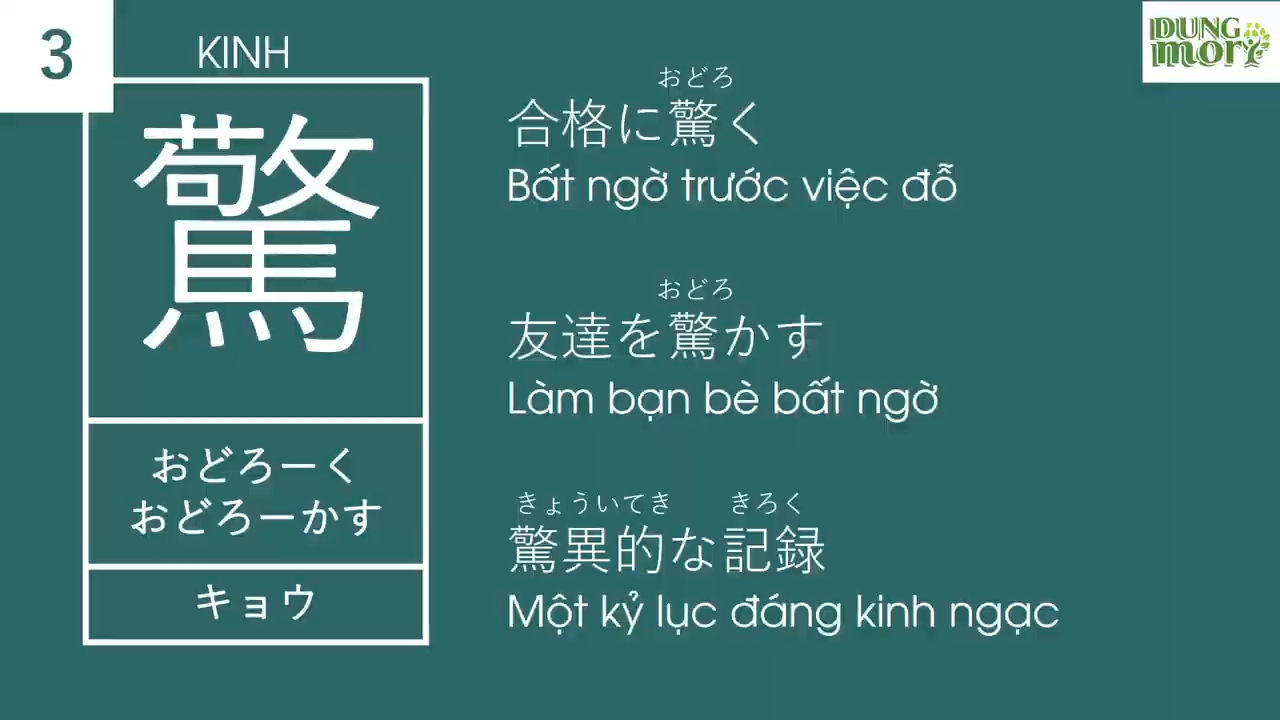 3
KINH
驚
おどろーく
おどろーかす
キョウ
おどろ
合格に驚く
Bất ngờ trước việc đỗ
おどろ
友達を驚かす
Làm bạn bè bất ngờ
きょういてき きろく
驚異的な記録
Một kỷ lục đáng kinh ngạc
DUNG
mori